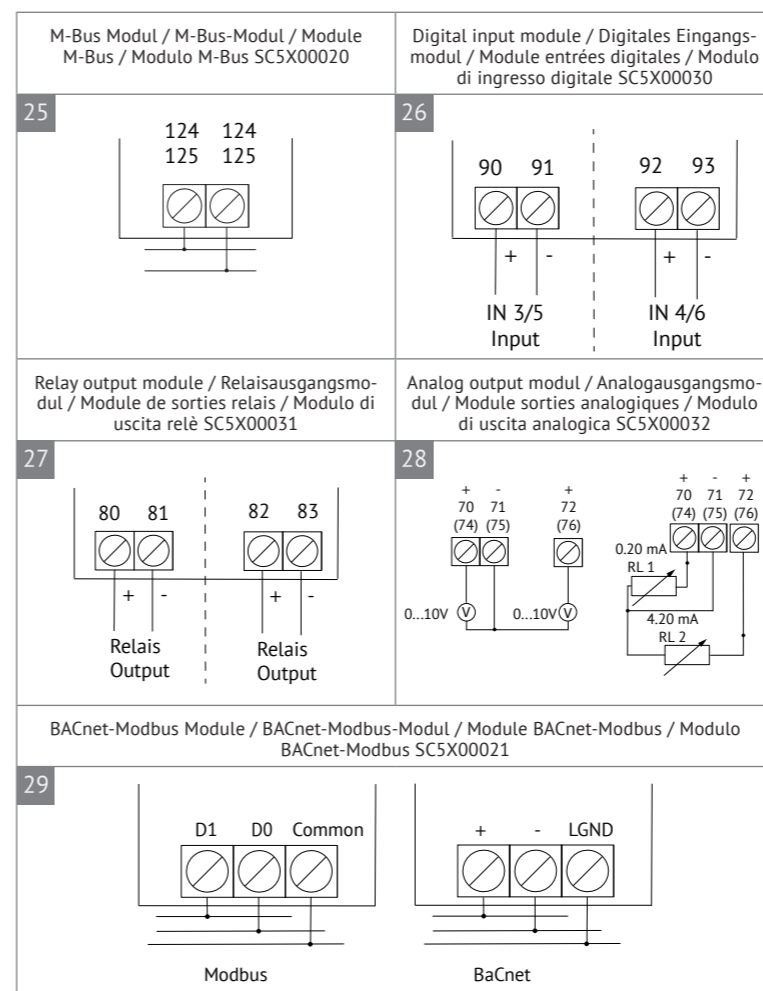 M-Bus Modul / M-Bus-Modul / Module
M-Bus / Modulo M-Bus SC5X00020
Digital input module / Digitales Eingangs-
modul / Module entrées digitales / Modulo
di ingresso digitale SC5X00030
25
124 124
125 125
26
90 91 92 93
+ - + -
IN 3/5 IN 4/6
Input Input
Relay output module / Relaisausgangsmo-
dul / Module de sorties relais / Modulo di
uscita relè SC5X00031
Analog output modul / Analogausgangsmo-
dul / Module sorties analogiques / Modulo
di uscita analogica SC5X00032
27
80 81 82 83
+ - + -
Relais Relais
Output Output
28
+ - +
70 71 72
(74) (75) (76)
0...10V V 0...10V V
+ - +
70 71 72
(74) (75) (76)
0.20 mA
RL 1
4.20 mA
RL 2
BACnet-Modbus Module / BACnet-Modbus-Modul / Module BACnet-Modbus / Modulo
BACnet-Modbus SC5X00021
29
D1 D0 Common
Modbus
+ - LGND
BaCnet